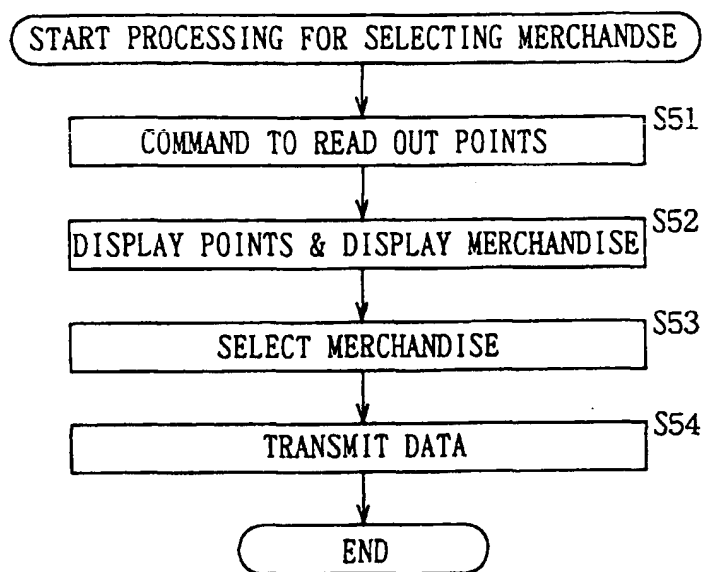 START PROCESSING FOR SELECTING MERCHANDSE
S51
COMMAND TO READ OUT POINTS
S52
DISPLAY POINTS & DISPLAY MERCHANDISE
S53
SELECT MERCHANDISE
S54
TRANSMIT DATA
END